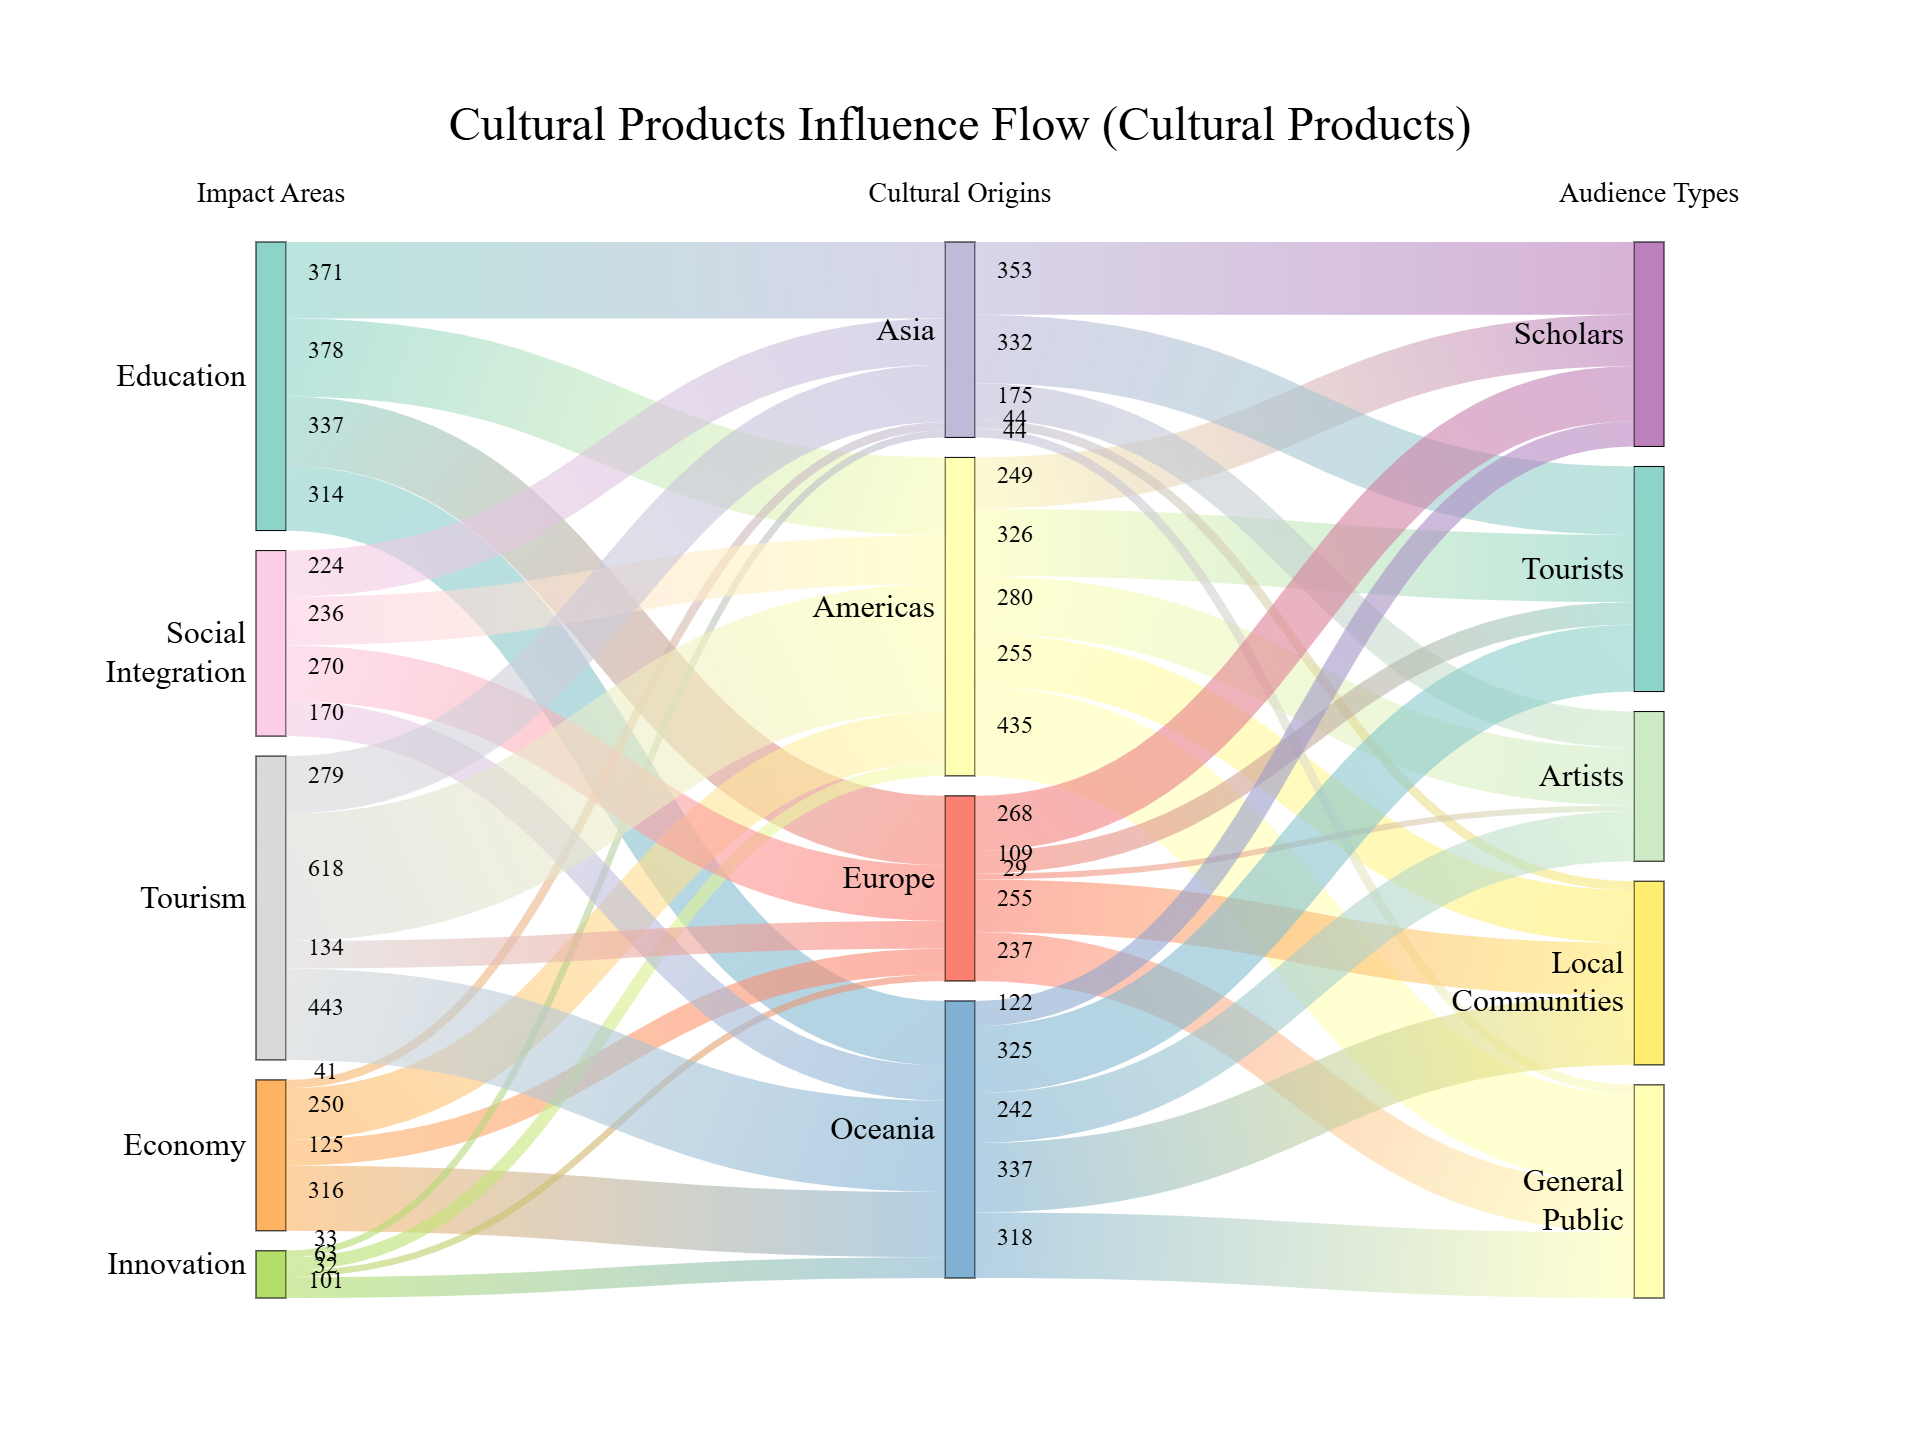 Cultural Products Influence Flow (Cultural Products)
Impact Areas
Cultural Origins
Audience Types
Education
Social
Integration
Tourism
Economy
Innovation
371
378
337
314
224
236
270
170
279
618
134
443
41
250
125
316
33
63
32
101
Asia
Americas
Europe
Oceania
353
332
175
44
44
249
326
280
255
435
268
109
29
255
237
122
325
242
337
318
Scholars
Tourists
Artists
Local
Communities
General
Public